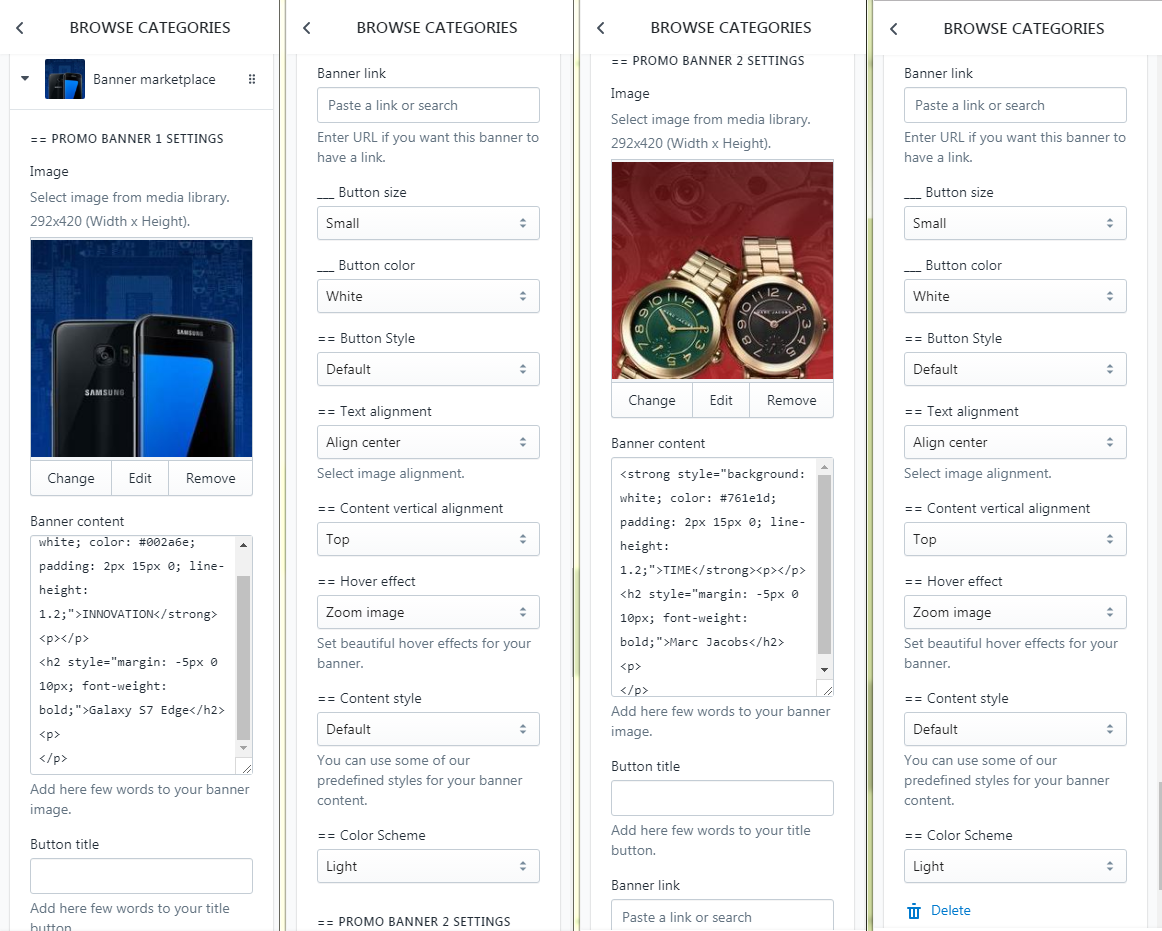 BROWSE CATEGORIES
Banner marketplace
== PROMO BANNER 1 SETTINGS
Image
Select image from media library.
292x420 (Width x Height).
SAMSUNG
SAMSUNG
Change
Edit
Remove
Banner content
white; color: #002a6e;
padding: 2px 15px 0; line-
height:
1.2;">INNOVATION</strong>
<p></p>
<h2 style="margin: -5px 0
10px; font-weight:
bold;">Galaxy S7 Edge</h2>
<p>
</p>
Add here few words to your banner
image.
Button title
Add here few words to your title
button.
BROWSE CATEGORIES
Banner link
Paste a link or search
Enter URL if you want this banner to
have a link.
___ Button size
Small
___ Button color
White
== Button Style
Default
== Text alignment
Align center
Select image alignment.
== Content vertical alignment
Top
== Hover effect
Zoom image
Set beautiful hover effects for your
banner.
== Content style
Default
You can use some of our
predefined styles for your banner
content.
== Color Scheme
Light
== PROMO BANNER 2 SETTINGS
BROWSE CATEGORIES
== PROMO BANNER 2 SETTINGS
Image
Select image from media library.
292x420 (Width x Height).
MARC JACOBS
MARC JACOBS
Change
Edit
Remove
Banner content
<strong style="background:
white; color: #761e1d;
padding: 2px 15px 0; line-
height:
1.2;">TIME</strong><p></p>
<h2 style="margin: -5px 0
10px; font-weight:
bold;">Marc Jacobs</h2>
<p>
</p>
Add here few words to your banner
image.
Button title
Add here few words to your title
button.
Banner link
Paste a link or search
BROWSE CATEGORIES
Banner link
Paste a link or search
Enter URL if you want this banner to
have a link.
___ Button size
Small
___ Button color
White
== Button Style
Default
== Text alignment
Align center
Select image alignment.
== Content vertical alignment
Top
== Hover effect
Zoom image
Set beautiful hover effects for your
banner.
== Content style
Default
You can use some of our
predefined styles for your banner
content.
== Color Scheme
Light
Delete